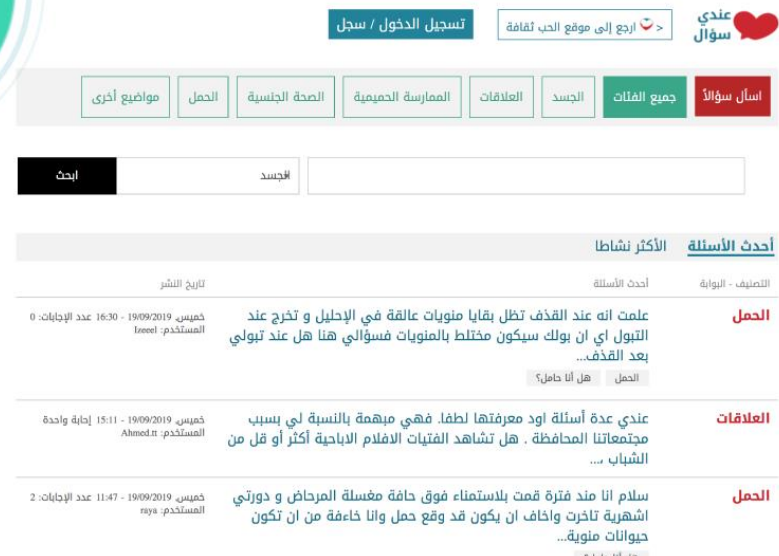 عندي
سؤال
< ارجع إلى موقع الحب ثقافة
تسجيل الدخول / سجل
اسأل سؤالاً
جميع الفئات
الجسد
العلاقات
الممارسة الحميمية
الصحة الجنسية
الحمل
مواضيع أخرى
الجسد
ابحث
أحدث الأسئلة
الأكثر نشاطا
التصنيف - البوابة
أحدث الأسئلة
تاريخ النشر
الحمل
علمت انه عند القذف تظل بقايا منويات عالقة في الإحليل و تخرج عند
التبول اي ان بولك سيكون مختلط بالمنويات فسؤالي هنا هل عند تبولي
بعد القذف...
الحمل
هل أنا حامل؟
خميس, 19/09/2019 - 16:30 عدد الإجابات: 0
المستخدم: Izeeel
العلاقات
عندي عدة أسئلة اود معرفتها لطفا. فهي مبهمة بالنسبة لي بسبب
مجتمعاتنا المحافظة . هل تشاهد الفتيات الافلام الاباحية أكثر أو قل من
الشباب ،...
خميس, 19/09/2019 - 15:11 إجابة واحدة
المستخدم: Ahmed.tt
الحمل
سلام انا مند فترة قمت بلاستمناء فوق حافة مغسلة المرحاض و دورتي
اشهرية تاخرت واخاف ان يكون قد وقع حمل وانا خاءفة من ان تكون
حيوانات منوية...
خميس, 19/09/2019 - 11:47 عدد الإجابات: 2
المستخدم: raya